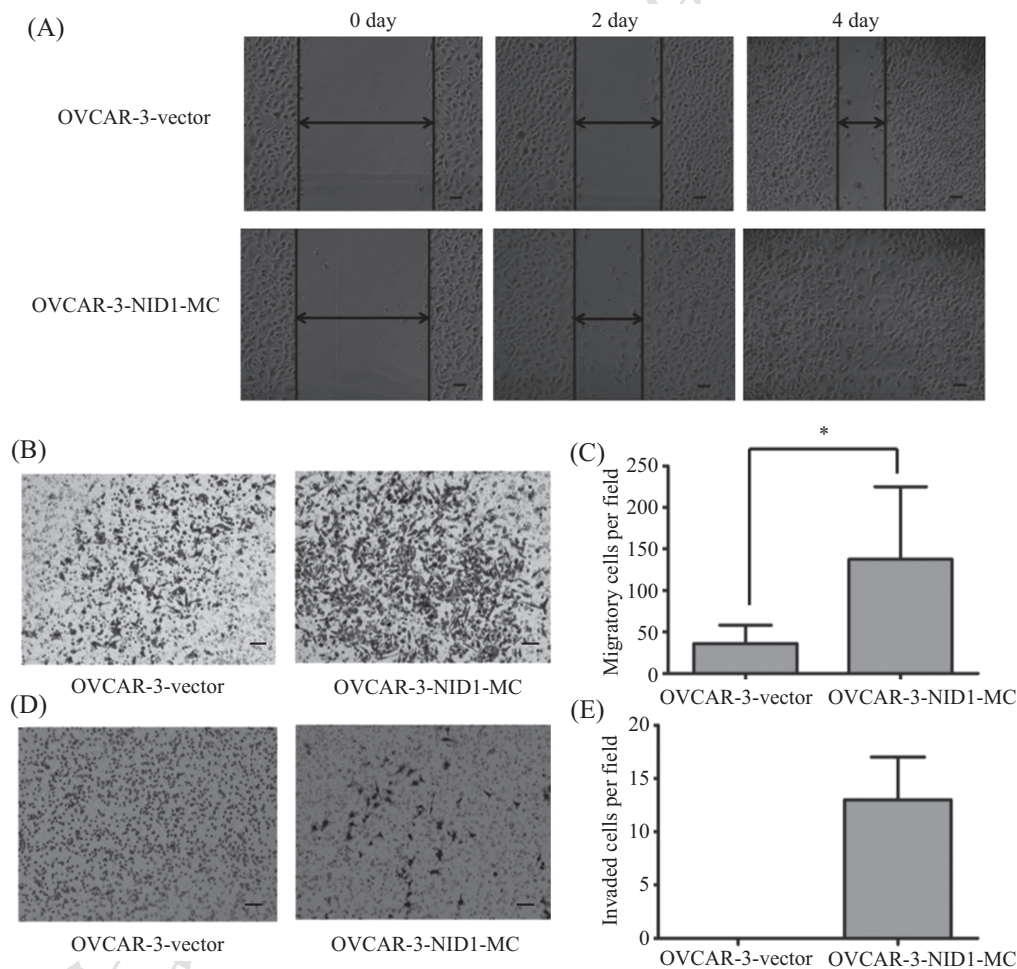 (A)
0 day
2 day
4 day
OVCAR-3-vector
OVCAR-3-NID1-MC
(B)
OVCAR-3-vector
OVCAR-3-NID1-MC
(C)
*
Migratory cells per field
250
200
150
100
50
0
OVCAR-3-vector
OVCAR-3-NID1-MC
(D)
OVCAR-3-vector
OVCAR-3-NID1-MC
(E)
Invaded cells per field
20
15
10
5
0
OVCAR-3-vector
OVCAR-3-NID1-MC